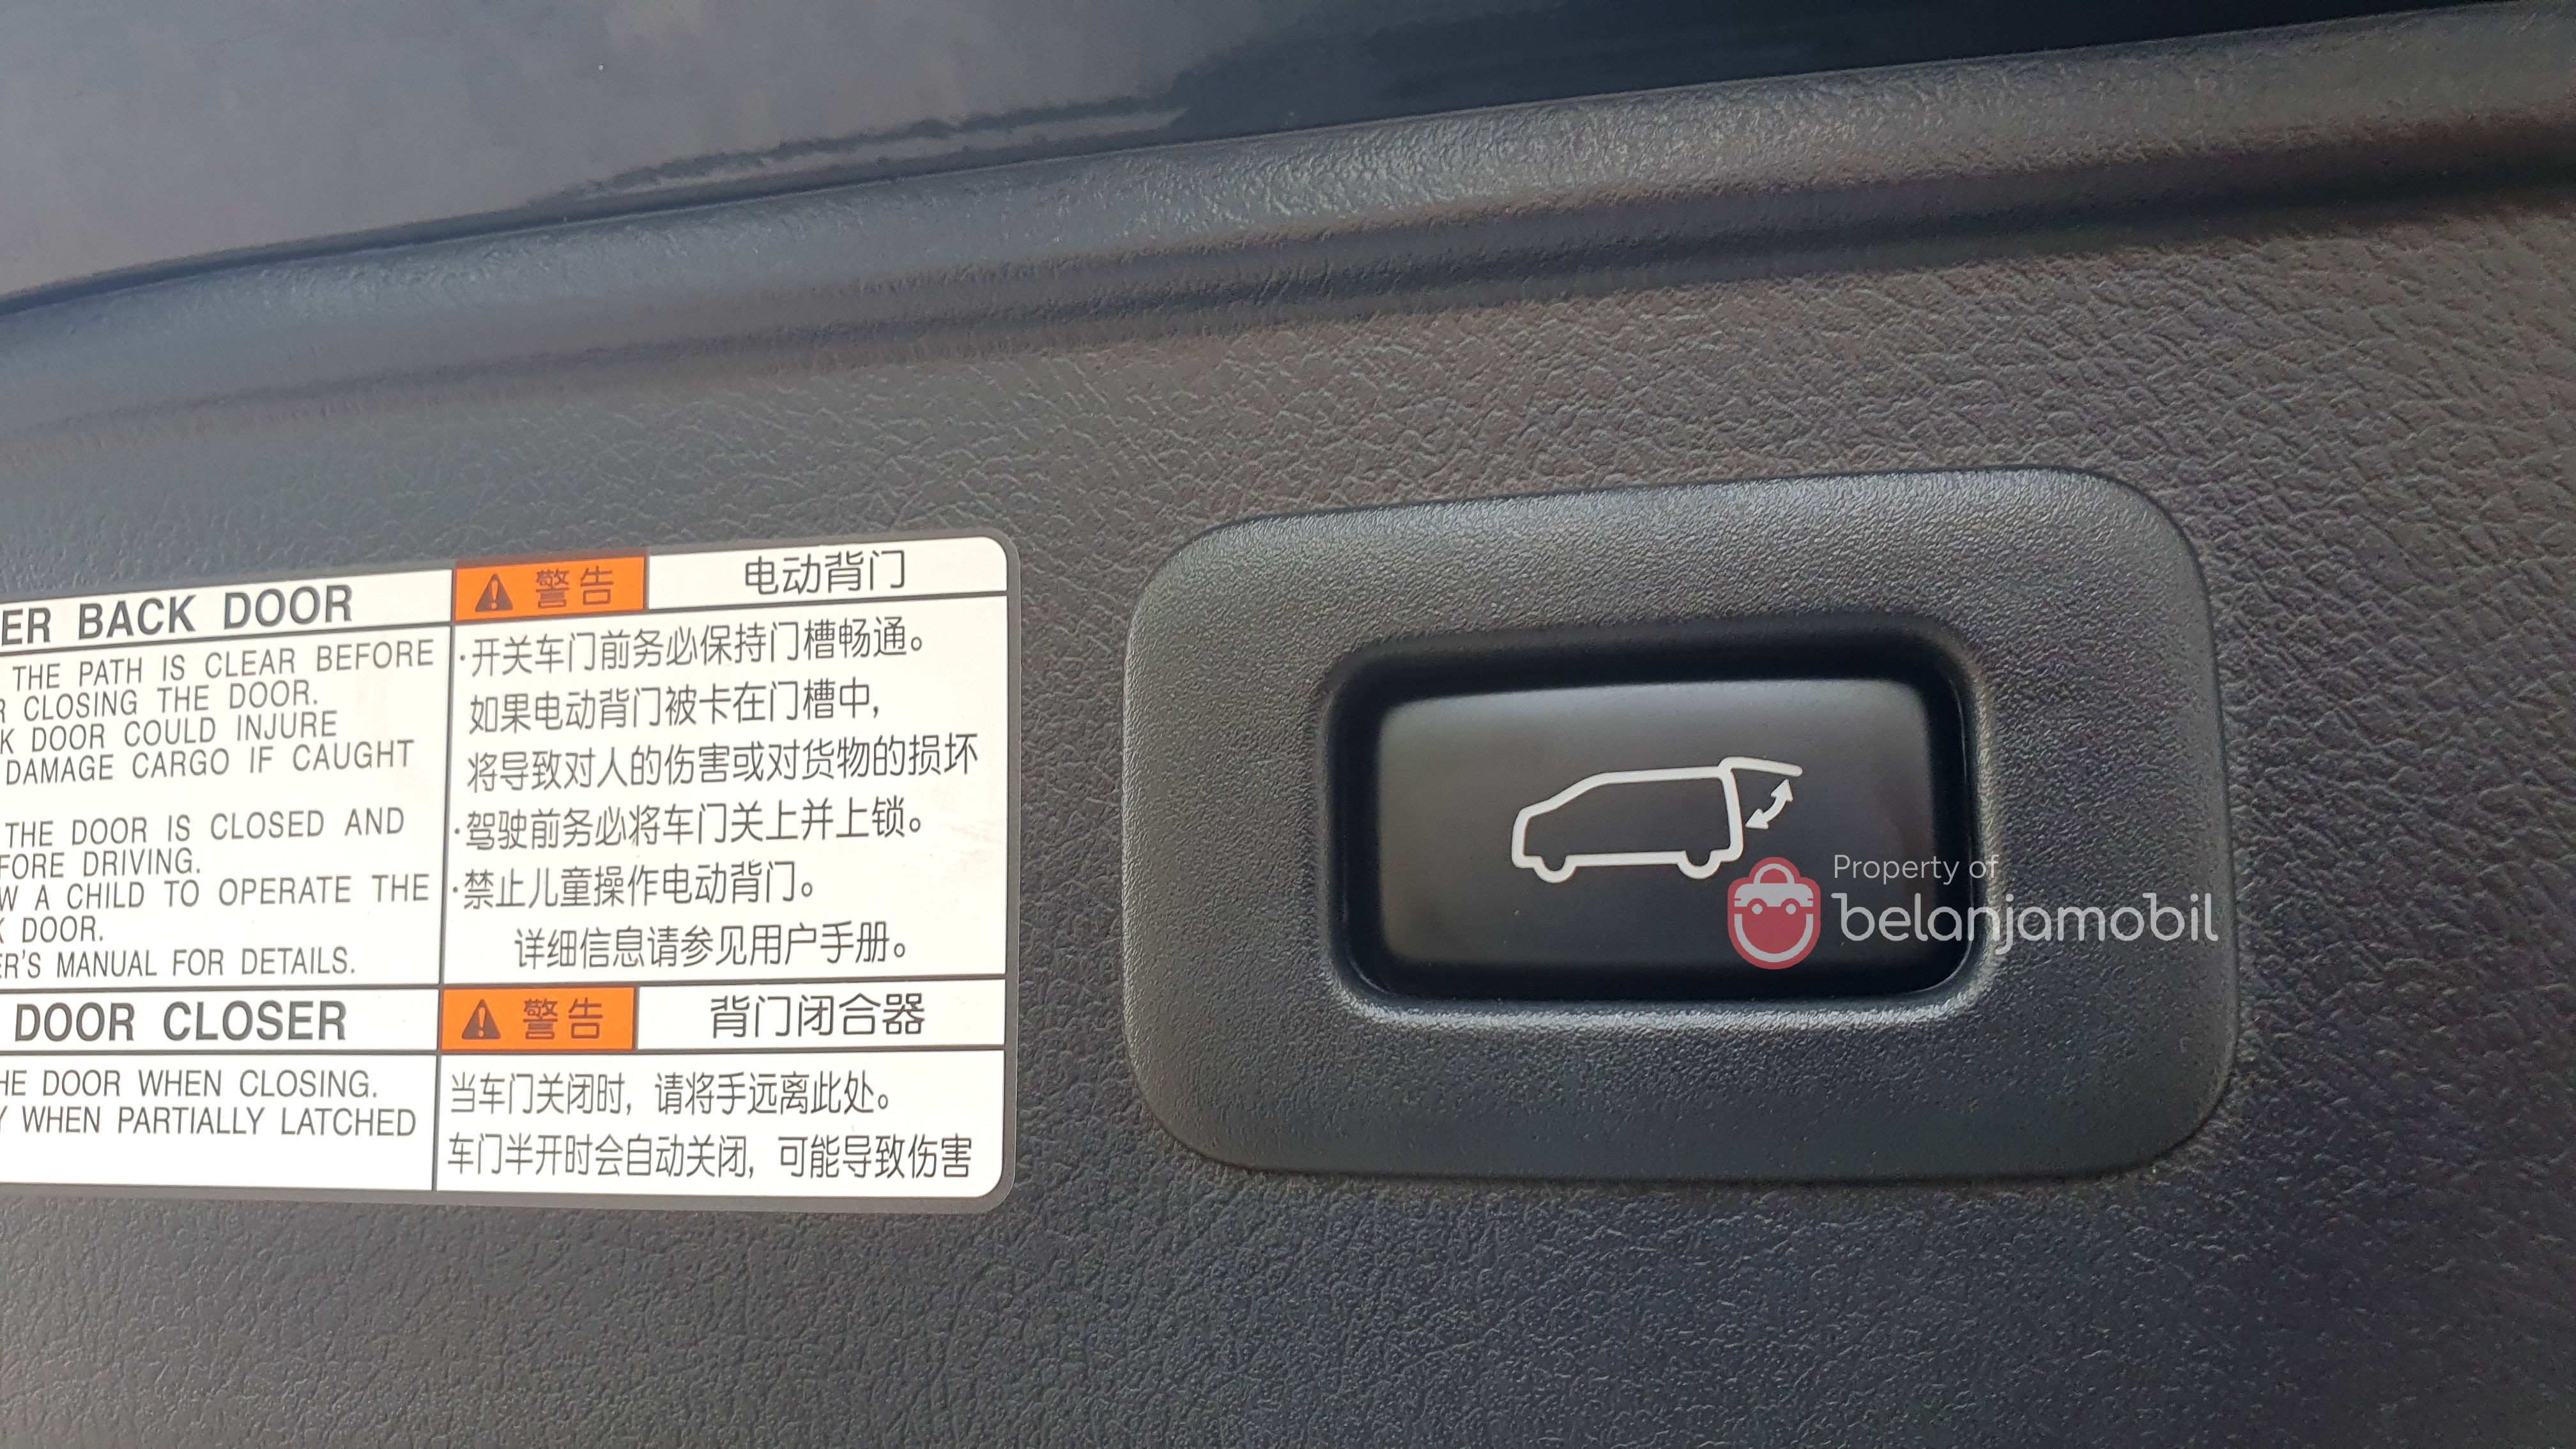 BACK DOOR
THE PATH IS CLEAR BEFORE
CLOSING THE DOOR.
DOOR COULD INJURE
DAMAGE CARGO IF CAUGHT
THE DOOR IS CLOSED AND
DRIVING.
A CHILD TO OPERATE THE
DOOR.
MANUAL FOR DETAILS.
DOOR CLOSER
DOOR WHEN CLOSING.
WHEN PARTIALLY LATCHED
警告 电动背门
·开关车门前务必保持门槽畅通。
如果电动背门被卡在门槽中,
将导致对人的伤害或对货物的损坏
·驾驶前务必将车门关上并上锁。
·禁止儿童操作电动背门。
详细信息请参见用户手册。
警告 背门闭合器
当车门关闭时, 请将手远离此处。
车门半开时会自动关闭, 可能导致伤害
Property of
belanjamobil